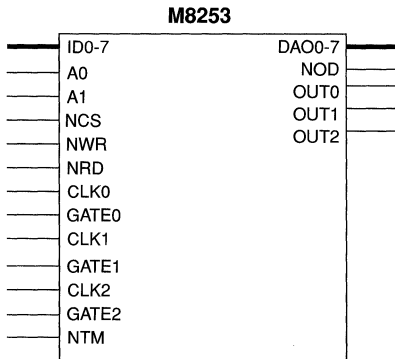 M8253
ID0-7 DAO0-7
A0 NOD
A1 OUT0
NCS OUT1
NWR OUT2
NRD
CLK0
GATE0
CLK1
GATE1
CLK2
GATE2
NTM